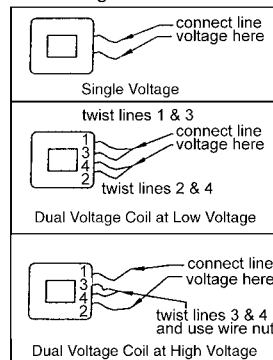 connect line
voltage here
Single Voltage
twist lines 1 & 3
connect line
voltage here
1
3
4
2
twist lines 2 & 4
Dual Voltage Coil at Low Voltage
connect line
voltage here
1
3
4
2
twist lines 3 & 4
and use wire nut
Dual Voltage Coil at High Voltage